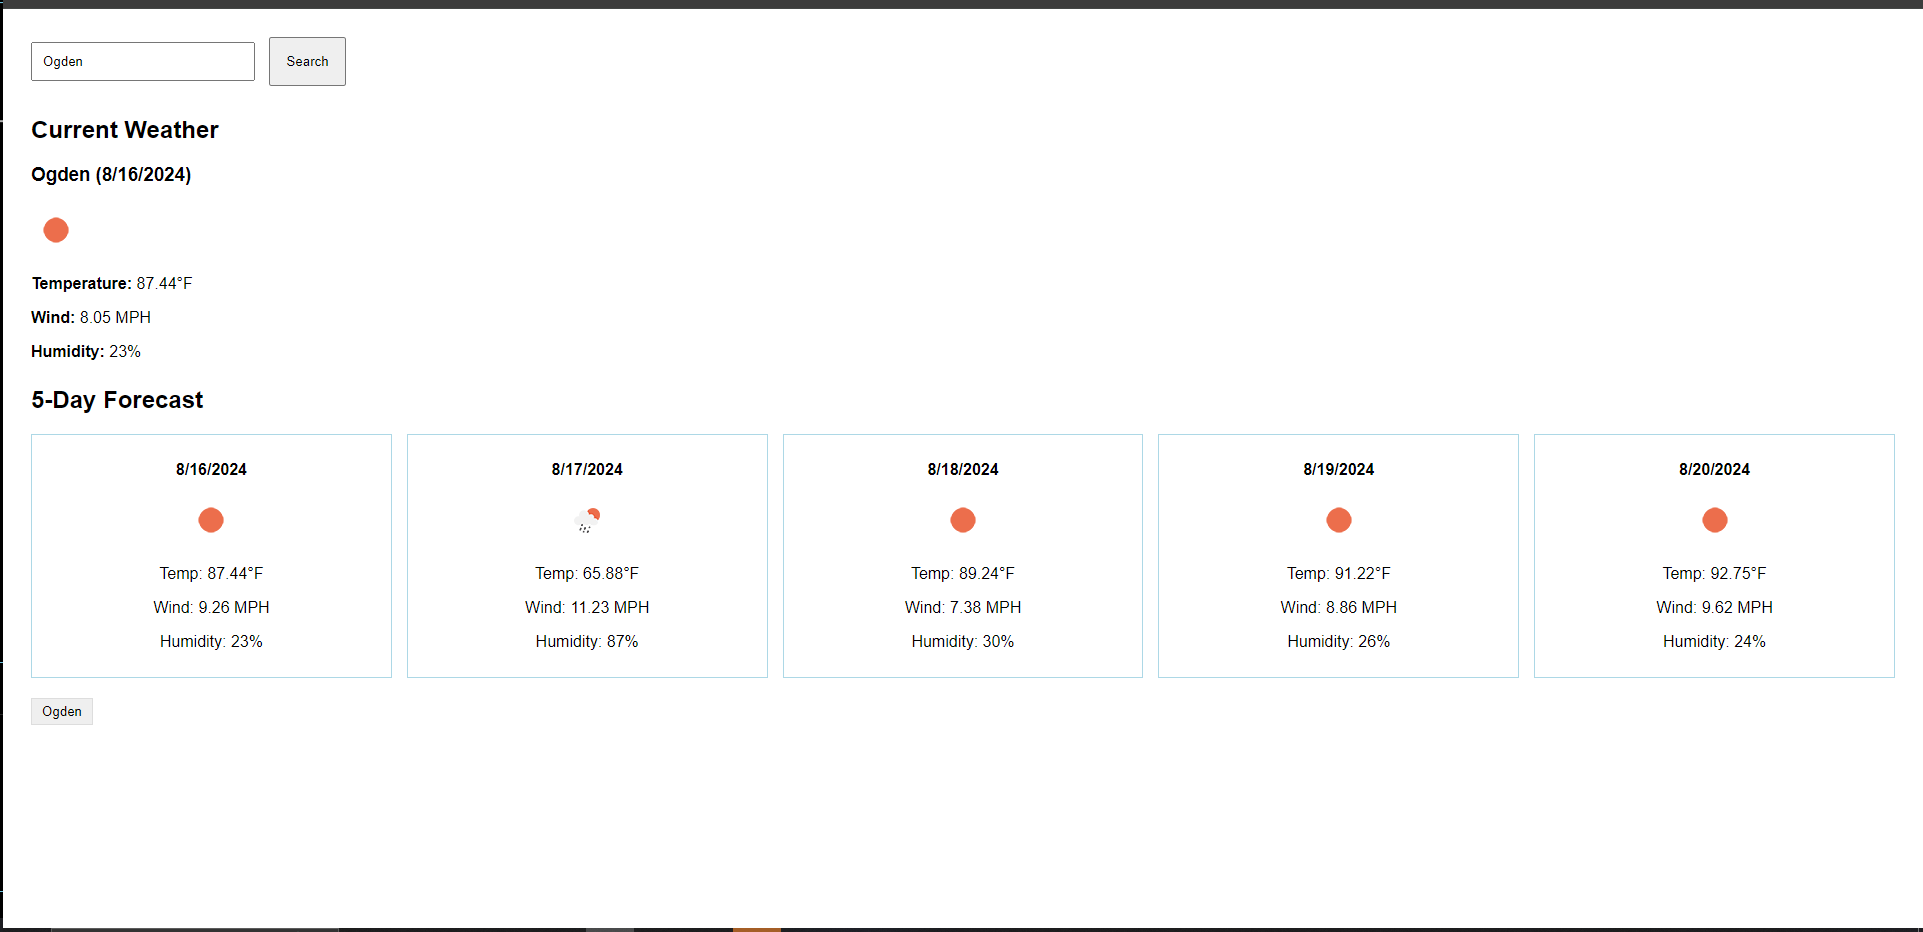 Ogden Search
Current Weather
Ogden (8/16/2024)
Temperature: 87.44°F
Wind: 8.05 MPH
Humidity: 23%
5-Day Forecast
8/16/2024
Temp: 87.44°F
Wind: 9.26 MPH
Humidity: 23%
8/17/2024
Temp: 65.88°F
Wind: 11.23 MPH
Humidity: 87%
8/18/2024
Temp: 89.24°F
Wind: 7.38 MPH
Humidity: 30%
8/19/2024
Temp: 91.22°F
Wind: 8.86 MPH
Humidity: 26%
8/20/2024
Temp: 92.75°F
Wind: 9.62 MPH
Humidity: 24%
Ogden